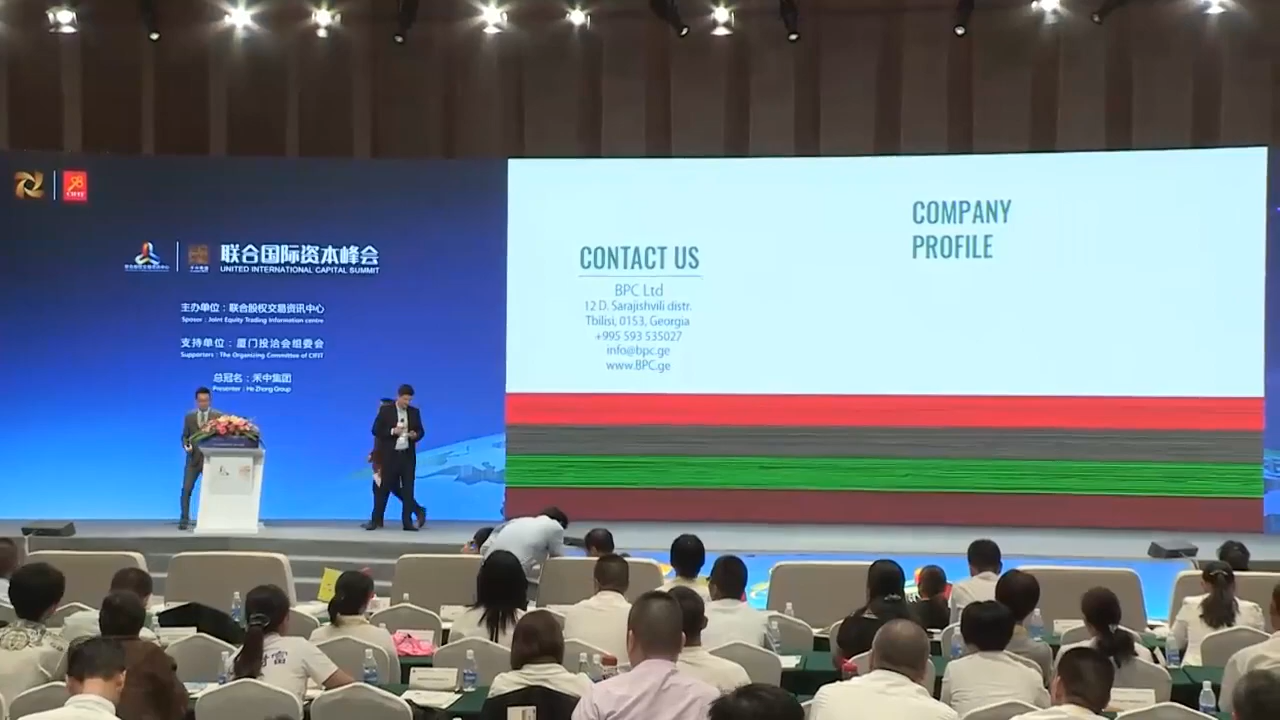 98
CIFIT
联合国际资本峰会
UNITED INTERNATIONAL CAPITAL SUMMIT
主办单位：联合股权交易资讯中心
Sposor : Joint Equity Trading Information centre
支持单位：厦门投洽会组委会
Supporters : The Organizing Committee of CIFIT
总冠名：禾中集团
Presenter : He Zhong Group
CONTACT US
BPC Ltd
12 D. Sarajishvili distr.
Tbilisi, 0153, Georgia
+995 593 535027
info@bpc.ge
www.BPC.ge
COMPANY
PROFILE